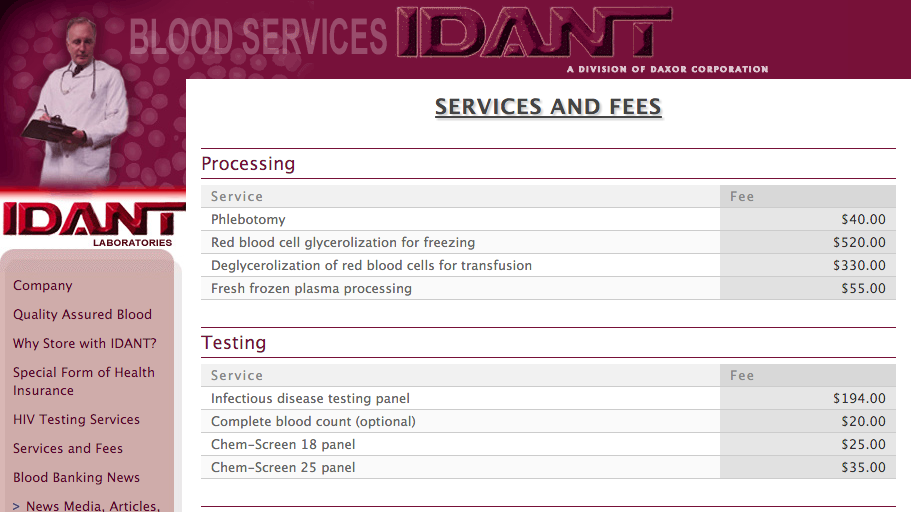 BLOOD SERVICES IDANT
A DIVISION OF DAXOR CORPORATION
IDANT
LABORATORIES
Company
Quality Assured Blood
Why Store with IDANT?
Special Form of Health
Insurance
HIV Testing Services
Services and Fees
Blood Banking News
> News Media, Articles,
SERVICES AND FEES
Processing
Service Fee
Phlebotomy $40.00
Red blood cell glycerolization for freezing $520.00
Deglycerolization of red blood cells for transfusion $330.00
Fresh frozen plasma processing $55.00
Testing
Service Fee
Infectious disease testing panel $194.00
Complete blood count (optional) $20.00
Chem-Screen 18 panel $25.00
Chem-Screen 25 panel $35.00